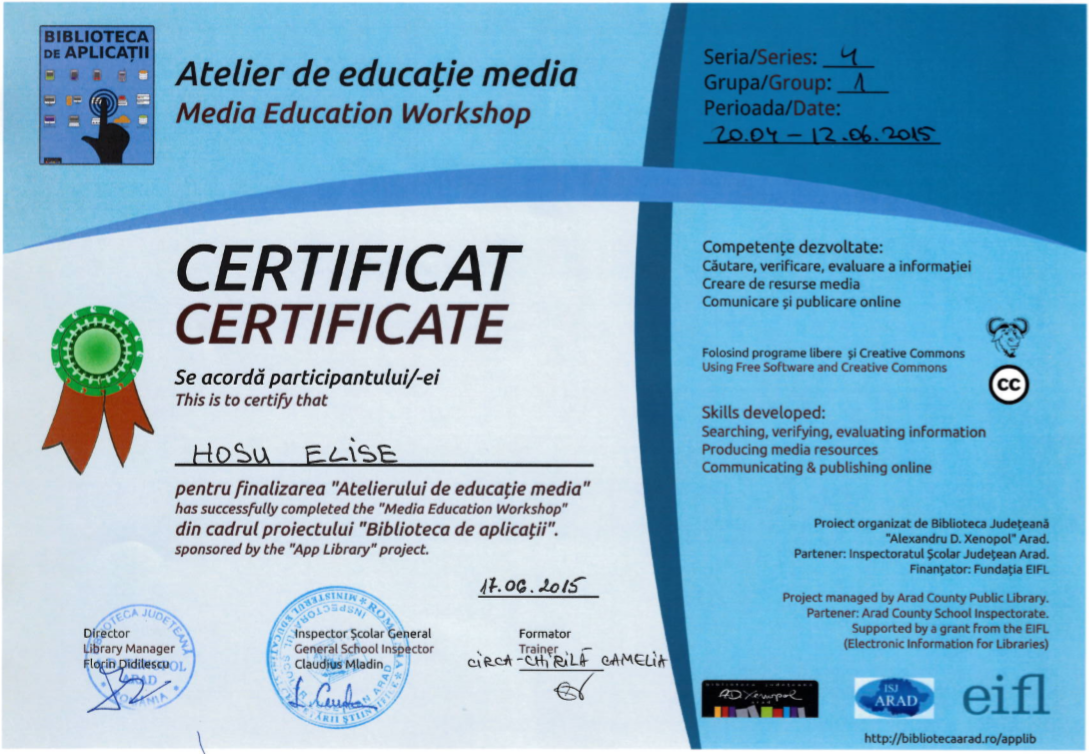 BIBLIOTECA
DE APLICAȚII
Atelier de educație media
Media Education Workshop
Seria/Series: 4
Grupa/Group: 1
Perioada/Date:
20.04 – 12.06.2015
CERTIFICAT
CERTIFICATE
Se acordă participantului/-ei
This is to certify that
HOSU ELISE
pentru finalizarea "Atelierului de educație media"
has successfully completed the "Media Education Workshop"
din cadrul proiectului "Biblioteca de aplicații".
sponsored by the "App Library" project.
17.06.2015
Director
Library Manager
Florin Didilescu
Inspector Școlar General
General School Inspector
Claudius Mladin
Formator
Trainer
CIRCA-CHIRILĂ CAMELIA
Competențe dezvoltate:
Căutare, verificare, evaluare a informației
Creare de resurse media
Comunicare și publicare online
Folosind programe libere și Creative Commons
Using Free Software and Creative Commons
cc
Skills developed:
Searching, verifying, evaluating information
Producing media resources
Communicating & publishing online
Proiect organizat de Biblioteca Județeană
"Alexandru D. Xenopol" Arad.
Partener: Inspectoratul Școlar Județean Arad.
Finanțator: Fundația EIFL
Project managed by Arad County Public Library.
Partener: Arad County School Inspectorate.
Supported by a grant from the EIFL
(Electronic Information for Libraries)
AD Xenopol
ISJ
ARAD
eifl
http://bibliotecaarad.ro/applib